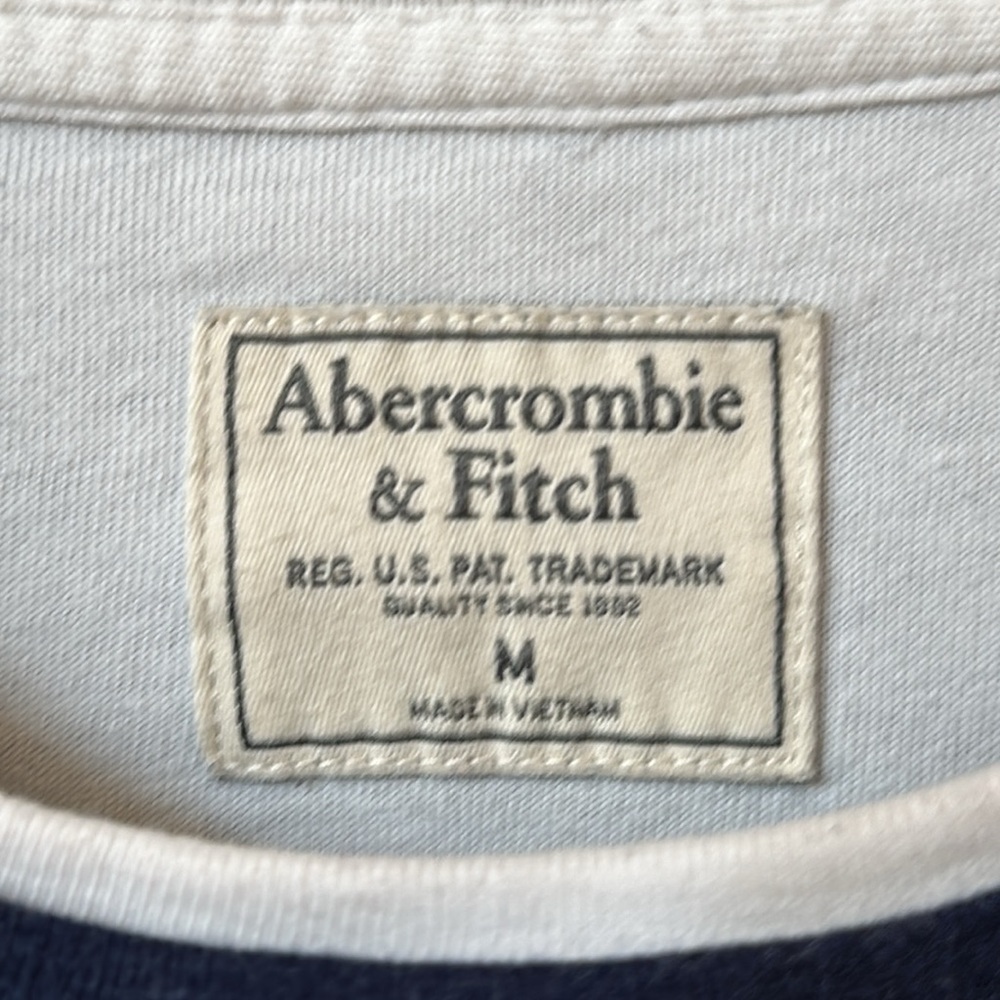 Abercrombie
& Fitch
REG. U.S. PAT. TRADEMARK
QUALITY SINCE 1892
M
MADE IN VIETNAM